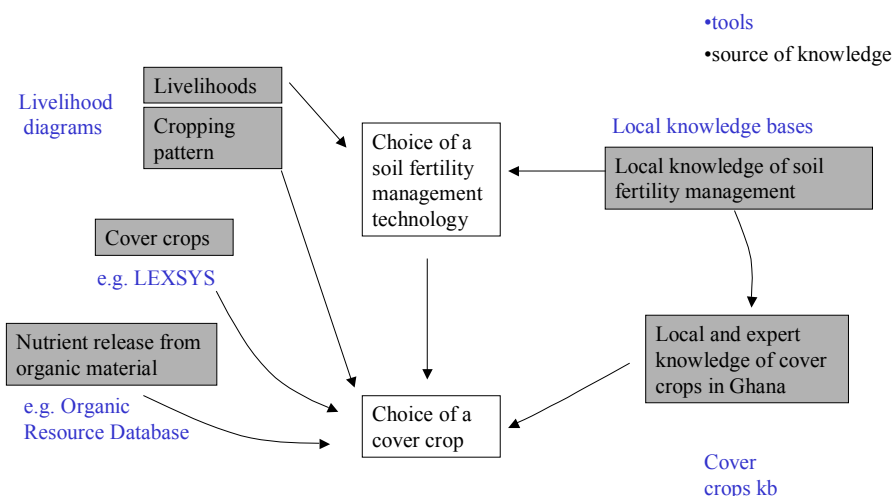 •tools
•source of knowledge
Livelihood
diagrams
Livelihoods
Cropping
pattern
Choice of a
soil fertility
management
technology
Local knowledge bases
Local knowledge of soil
fertility management
Cover crops
e.g. LEXSYS
Nutrient release from
organic material
e.g. Organic
Resource Database
Choice of a
cover crop
Local and expert
knowledge of cover
crops in Ghana
Cover
crops kb